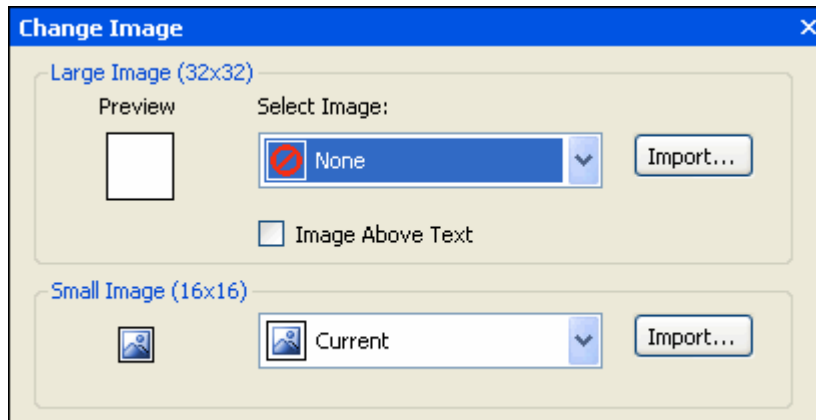 Change Image
Large Image (32x32)
Preview
Select Image:
None
Import...
Image Above Text
Small Image (16x16)
Current
Import...